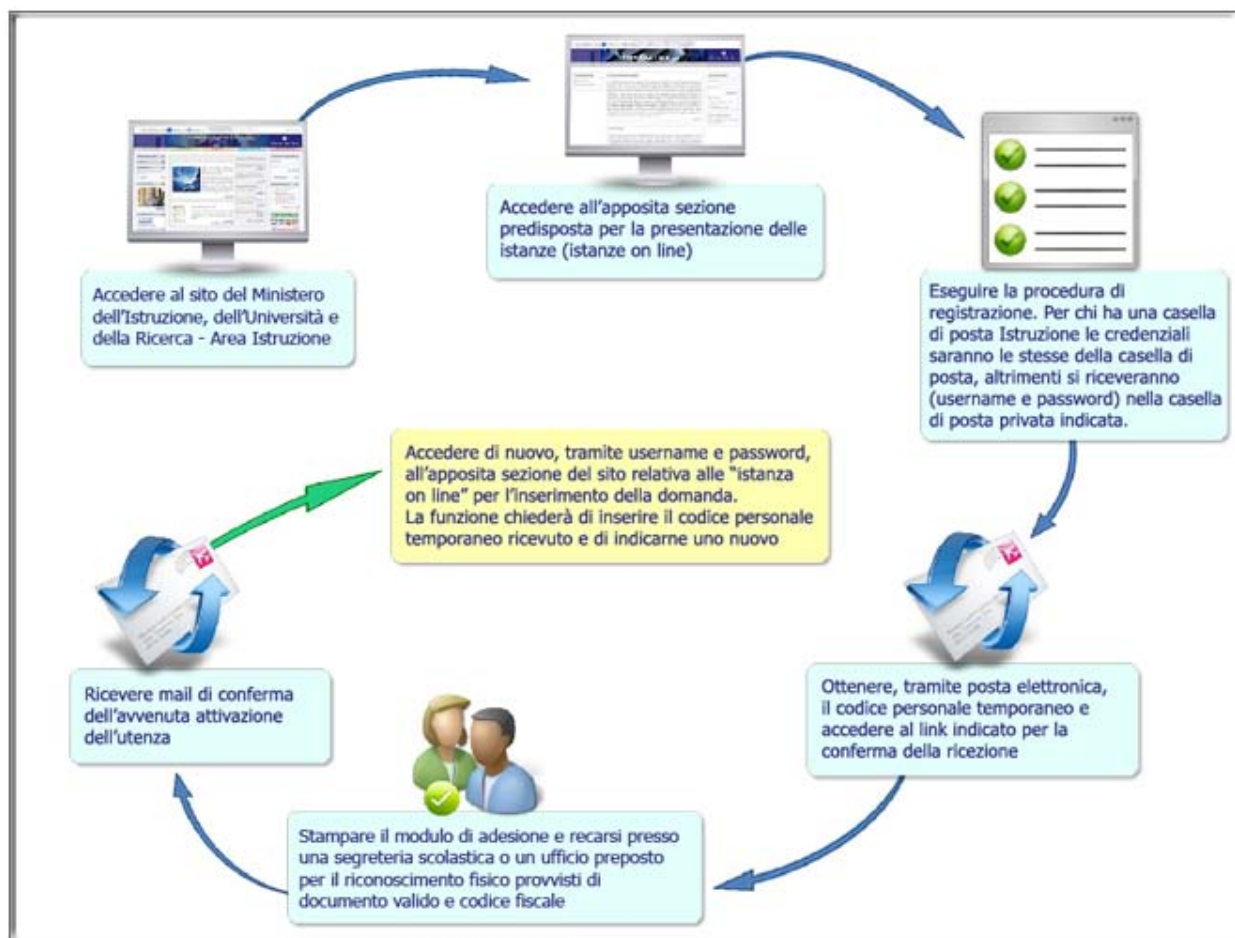 Accedere al sito del Ministero
dell'Istruzione, dell'Università e
della Ricerca - Area Istruzione
Accedere all'apposita sezione
predisposta per la presentazione delle
istanze (istanze on line)
Eseguire la procedura di
registrazione. Per chi ha una casella
di posta Istruzione le credenziali
saranno le stesse della casella di
posta, altrimenti si riceveranno
(username e password) nella casella
di posta privata indicata.
Ottenere, tramite posta elettronica,
il codice personale temporaneo e
accedere al link indicato per la
conferma della ricezione
Stampare il modulo di adesione e recarsi presso
una segreteria scolastica o un ufficio preposto
per il riconoscimento fisico provvisti di
documento valido e codice fiscale
Ricevere mail di conferma
dell'avvenuta attivazione
dell'utenza
Accedere di nuovo, tramite username e password,
all'apposita sezione del sito relativa alle "istanza
on line" per l'inserimento della domanda.
La funzione chiederà di inserire il codice personale
temporaneo ricevuto e di indicarne uno nuovo